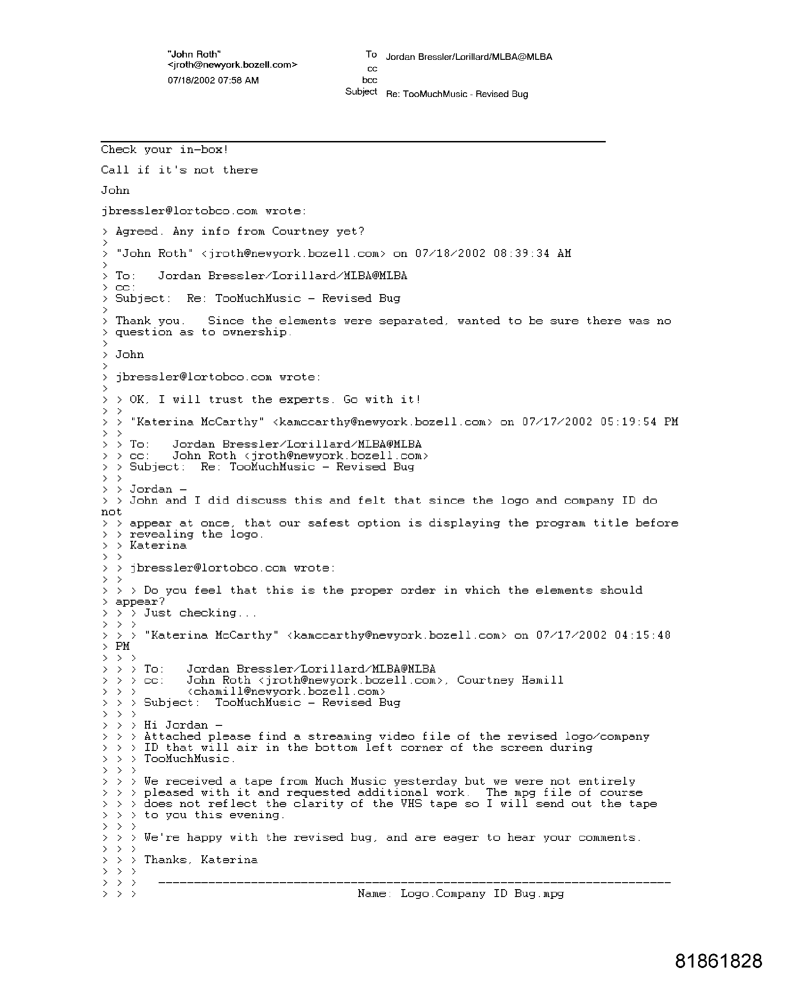 "John Roth"
<jroth@newyork.bozell.com>
07/18/2002 07:58 AM
To Jordan Bressler/Lorillard/MLBA@MLBA
cc
bcc
Subject Re: TooMuchMusic - Revised Bug
Check your in-box!
Call if it's not there
John
jbressler@lortobco.com wrote:
> Agreed. Any info from Courtney yet?
>
> "John Roth" <jroth@newyork.bozell.com> on 07/18/2002 08:39:34 AM
>
> To: Jordan Bressler/Lorillard/MLBA@MLBA
> cc:
> Subject: Re: TooMuchMusic - Revised Bug
>
> Thank you. Since the elements were separated, wanted to be sure there was no
> question as to ownership.
>
> John
>
> jbressler@lortobco.com wrote:
>
> > OK, I will trust the experts. Go with it!
> >
> > "Katerina McCarthy" <kamccarthy@newyork.bozell.com> on 07/17/2002 05:19:54 PM
> >
> > To: Jordan Bressler/Lorillard/MLBA@MLBA
> > cc: John Roth <jroth@newyork.bozell.com>
> > Subject: Re: TooMuchMusic - Revised Bug
> >
> > Jordan -
> > John and I did discuss this and felt that since the logo and company ID do
not
> > appear at once, that our safest option is displaying the program title before
> > revealing the logo.
> > Katerina
> >
> > jbressler@lortobco.com wrote:
> >
> > > Do you feel that this is the proper order in which the elements should
> appear?
> > > Just checking...
> > >
> > > "Katerina McCarthy" <kamccarthy@newyork.bozell.com> on 07/17/2002 04:15:48
> PM
> > >
> > > To: Jordan Bressler/Lorillard/MLBA@MLBA
> > > cc: John Roth <jroth@newyork.bozell.com>, Courtney Hamill
> > > <chamill@newyork.bozell.com>
> > > Subject: TooMuchMusic - Revised Bug
> > >
> > > Hi Jordan -
> > > Attached please find a streaming video file of the revised logo/company
> > > ID that will air in the bottom left corner of the screen during
> > > TooMuchMusic.
> > >
> > > We received a tape from Much Music yesterday but we were not entirely
> > > pleased with it and requested additional work. The mpg file of course
> > > does not reflect the clarity of the VHS tape so I will send out the tape
> > > to you this evening.
> > >
> > > We're happy with the revised bug, and are eager to hear your comments.
> > >
> > > Thanks, Katerina
> > >
> > > ------------------------------------------------------------------------
> > > Name: Logo.Company ID Bug.mpg
81861828